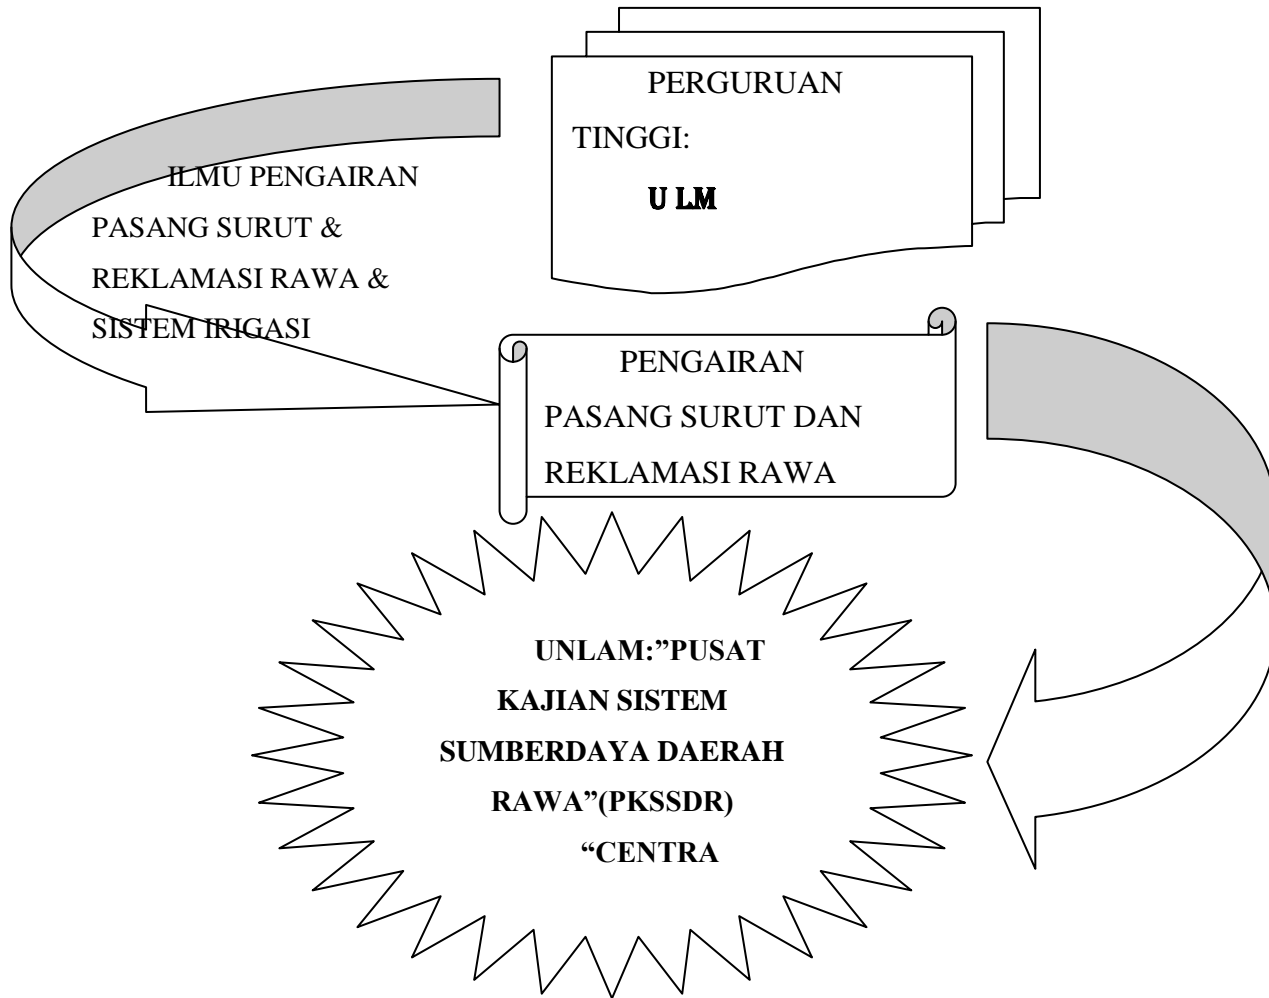 PERGURUAN
TINGGI:
U LM
ILMU PENGAIRAN
PASANG SURUT &
REKLAMASI RAWA &
SISTEM IRIGASI
PENGAIRAN
PASANG SURUT DAN
REKLAMASI RAWA
UNLAM:”PUSAT
KAJIAN SISTEM
SUMBERDAYA DAERAH
RAWA”(PKSSDR)
“CENTRA